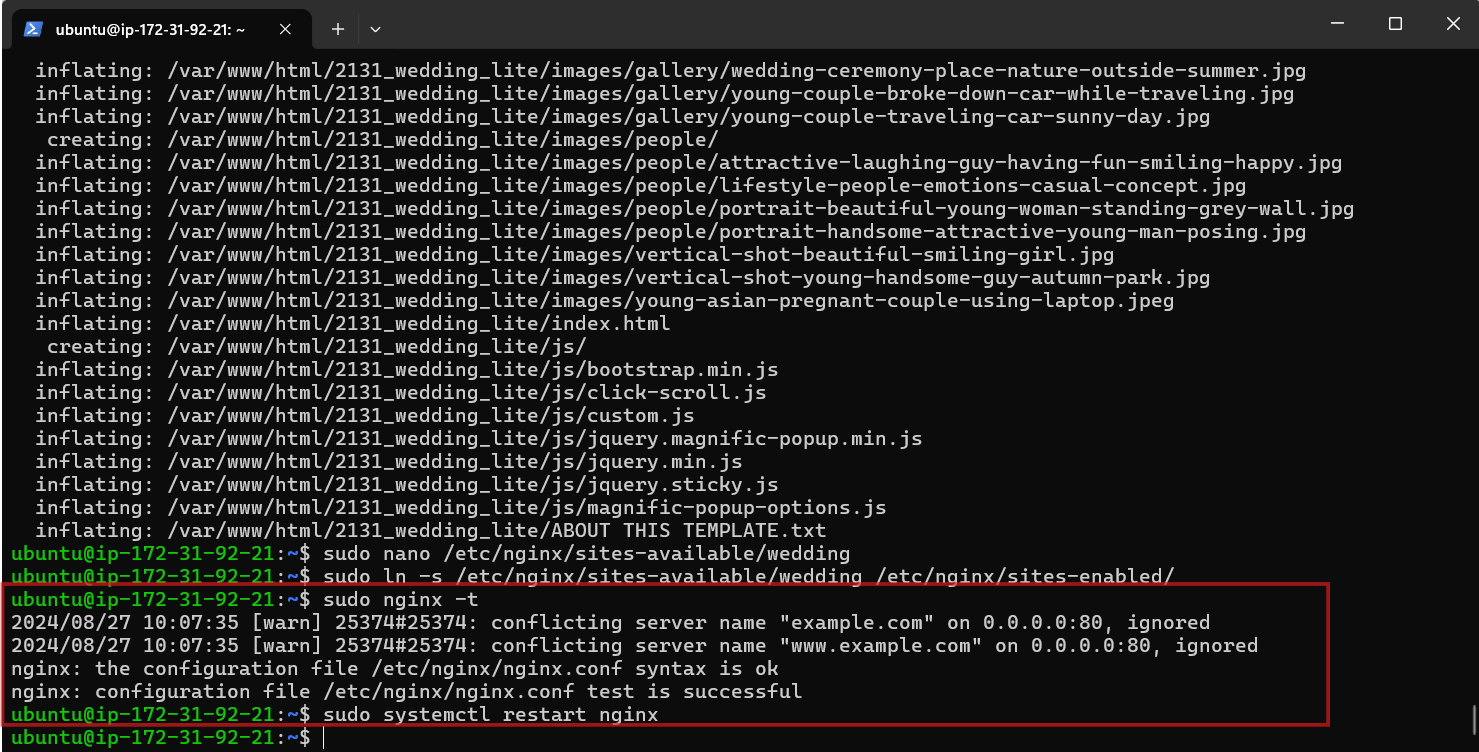 ubuntu@ip-172-31-92-21: ~
inflating: /var/www/html/2131_wedding_lite/images/gallery/wedding-ceremony-place-nature-outside-summer.jpg
inflating: /var/www/html/2131_wedding_lite/images/gallery/young-couple-broke-down-car-while-traveling.jpg
inflating: /var/www/html/2131_wedding_lite/images/gallery/young-couple-traveling-car-sunny-day.jpg
creating: /var/www/html/2131_wedding_lite/images/people/
inflating: /var/www/html/2131_wedding_lite/images/people/attractive-laughing-guy-having-fun-smiling-happy.jpg
inflating: /var/www/html/2131_wedding_lite/images/people/lifestyle-people-emotions-casual-concept.jpg
inflating: /var/www/html/2131_wedding_lite/images/people/portrait-beautiful-young-woman-standing-grey-wall.jpg
inflating: /var/www/html/2131_wedding_lite/images/people/portrait-handsome-attractive-young-man-posing.jpg
inflating: /var/www/html/2131_wedding_lite/images/vertical-shot-beautiful-smiling-girl.jpg
inflating: /var/www/html/2131_wedding_lite/images/vertical-shot-young-handsome-guy-autumn-park.jpg
inflating: /var/www/html/2131_wedding_lite/images/young-asian-pregnant-couple-using-laptop.jpeg
inflating: /var/www/html/2131_wedding_lite/index.html
creating: /var/www/html/2131_wedding_lite/js/
inflating: /var/www/html/2131_wedding_lite/js/bootstrap.min.js
inflating: /var/www/html/2131_wedding_lite/js/click-scroll.js
inflating: /var/www/html/2131_wedding_lite/js/custom.js
inflating: /var/www/html/2131_wedding_lite/js/jquery.magnific-popup.min.js
inflating: /var/www/html/2131_wedding_lite/js/jquery.min.js
inflating: /var/www/html/2131_wedding_lite/js/jquery.sticky.js
inflating: /var/www/html/2131_wedding_lite/js/magnific-popup-options.js
inflating: /var/www/html/2131_wedding_lite/ABOUT THIS TEMPLATE.txt
ubuntu@ip-172-31-92-21:~$ sudo nano /etc/nginx/sites-available/wedding
ubuntu@ip-172-31-92-21:~$ sudo ln -s /etc/nginx/sites-available/wedding /etc/nginx/sites-enabled/
ubuntu@ip-172-31-92-21:~$ sudo nginx -t
2024/08/27 10:07:35 [warn] 25374#25374: conflicting server name "example.com" on 0.0.0.0:80, ignored
2024/08/27 10:07:35 [warn] 25374#25374: conflicting server name "www.example.com" on 0.0.0.0:80, ignored
nginx: the configuration file /etc/nginx/nginx.conf syntax is ok
nginx: configuration file /etc/nginx/nginx.conf test is successful
ubuntu@ip-172-31-92-21:~$ sudo systemctl restart nginx
ubuntu@ip-172-31-92-21:~$